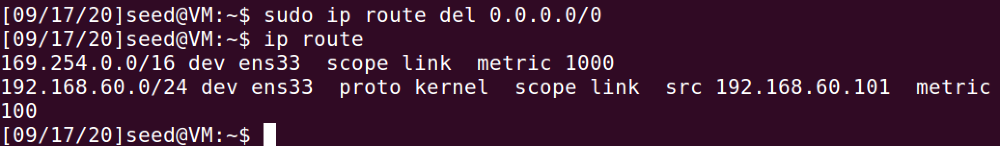 [09/17/20]seed@VM:~$ sudo ip route del 0.0.0.0/0
[09/17/20]seed@VM:~$ ip route
169.254.0.0/16 dev ens33  scope link  metric 1000
192.168.60.0/24 dev ens33  proto kernel  scope link  src 192.168.60.101  metric
100
[09/17/20]seed@VM:~$